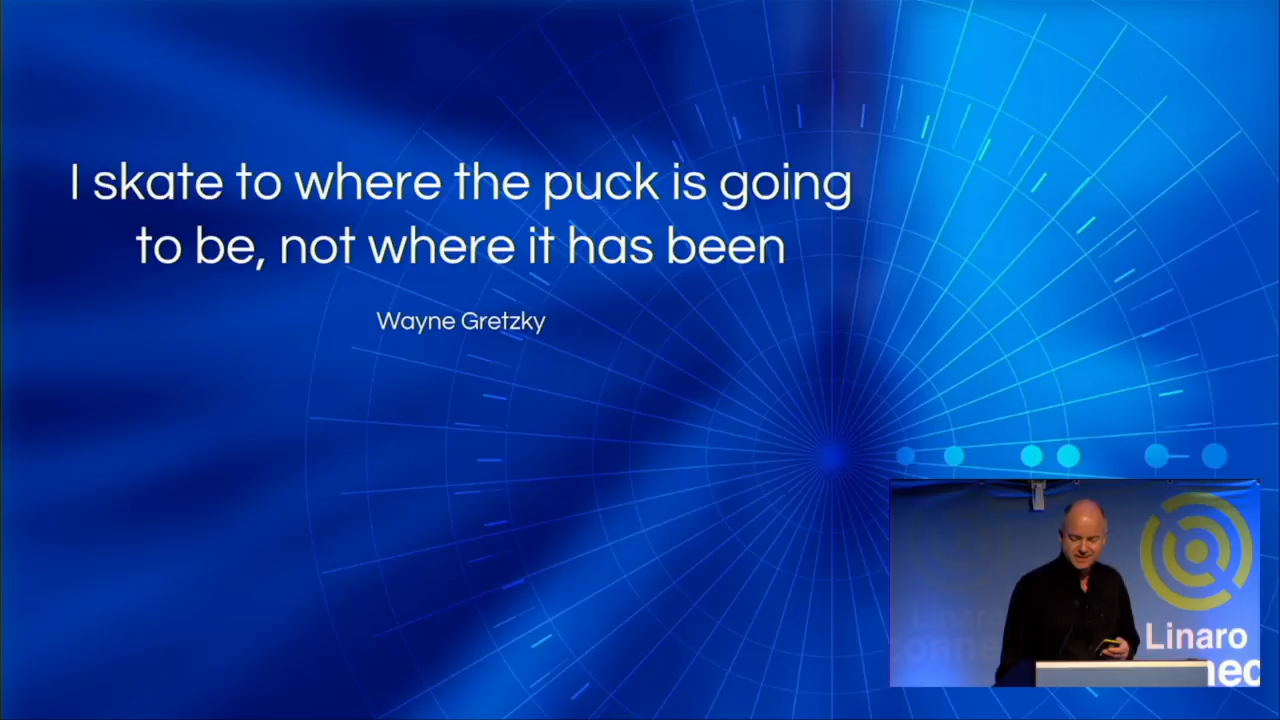 I skate to where the puck is going
to be, not where it has been
Wayne Gretzky
Linaro